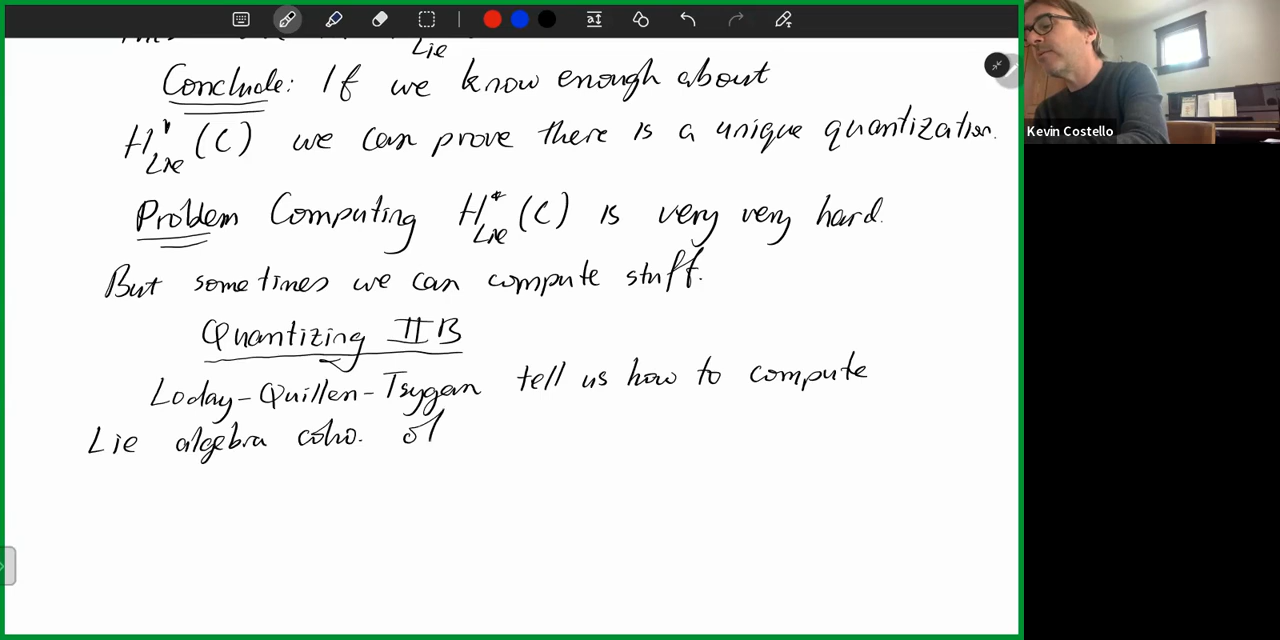 Lie
Conclude: If we know enough about
H¹_Lie (C) we can prove there is a unique quantization.
Problem Computing H*_Lie (C) is very very hard.
But sometimes we can compute stuff.
Quantizing IIB
Loday-Quillen-Tsygan tell us how to compute
Lie algebra coho. of
Kevin Costello